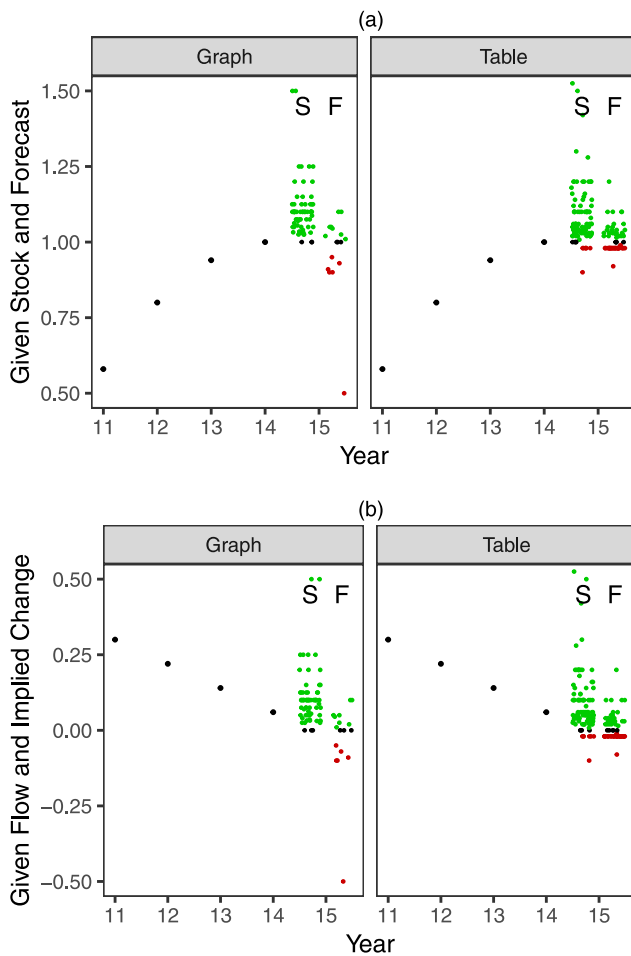 (a)
Graph Table
S F S F
1.50
1.25
1.00
0.75
0.50
Given Stock and Forecast
11 12 13 14 15 11 12 13 14 15
Year
(b)
Graph Table
S F S F
0.50
0.25
0.00
−0.25
−0.50
Given Flow and Implied Change
11 12 13 14 15 11 12 13 14 15
Year